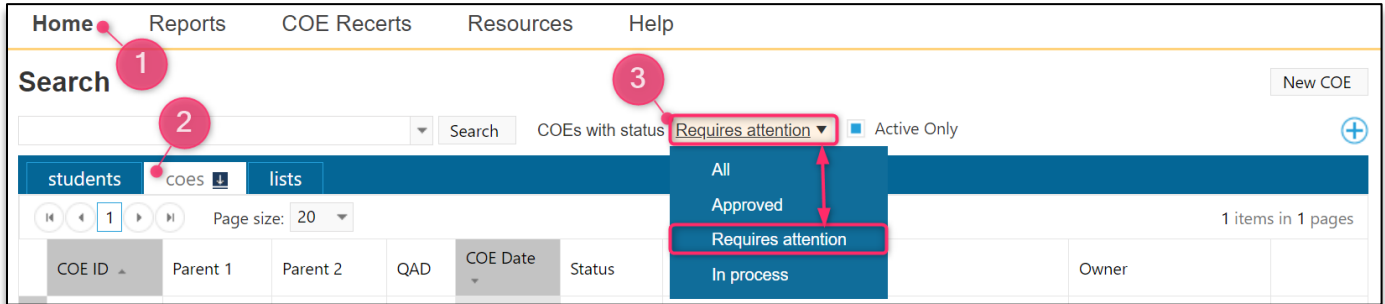 Home Reports COE Recerts Resources Help
1
Search
3
New COE
2
Search COEs with status Requires attention Active Only
students coes lists
All
1 Page size: 20
Approved
1 items in 1 pages
Requires attention
COE ID Parent 1 Parent 2 QAD COE Date Status Owner
In process